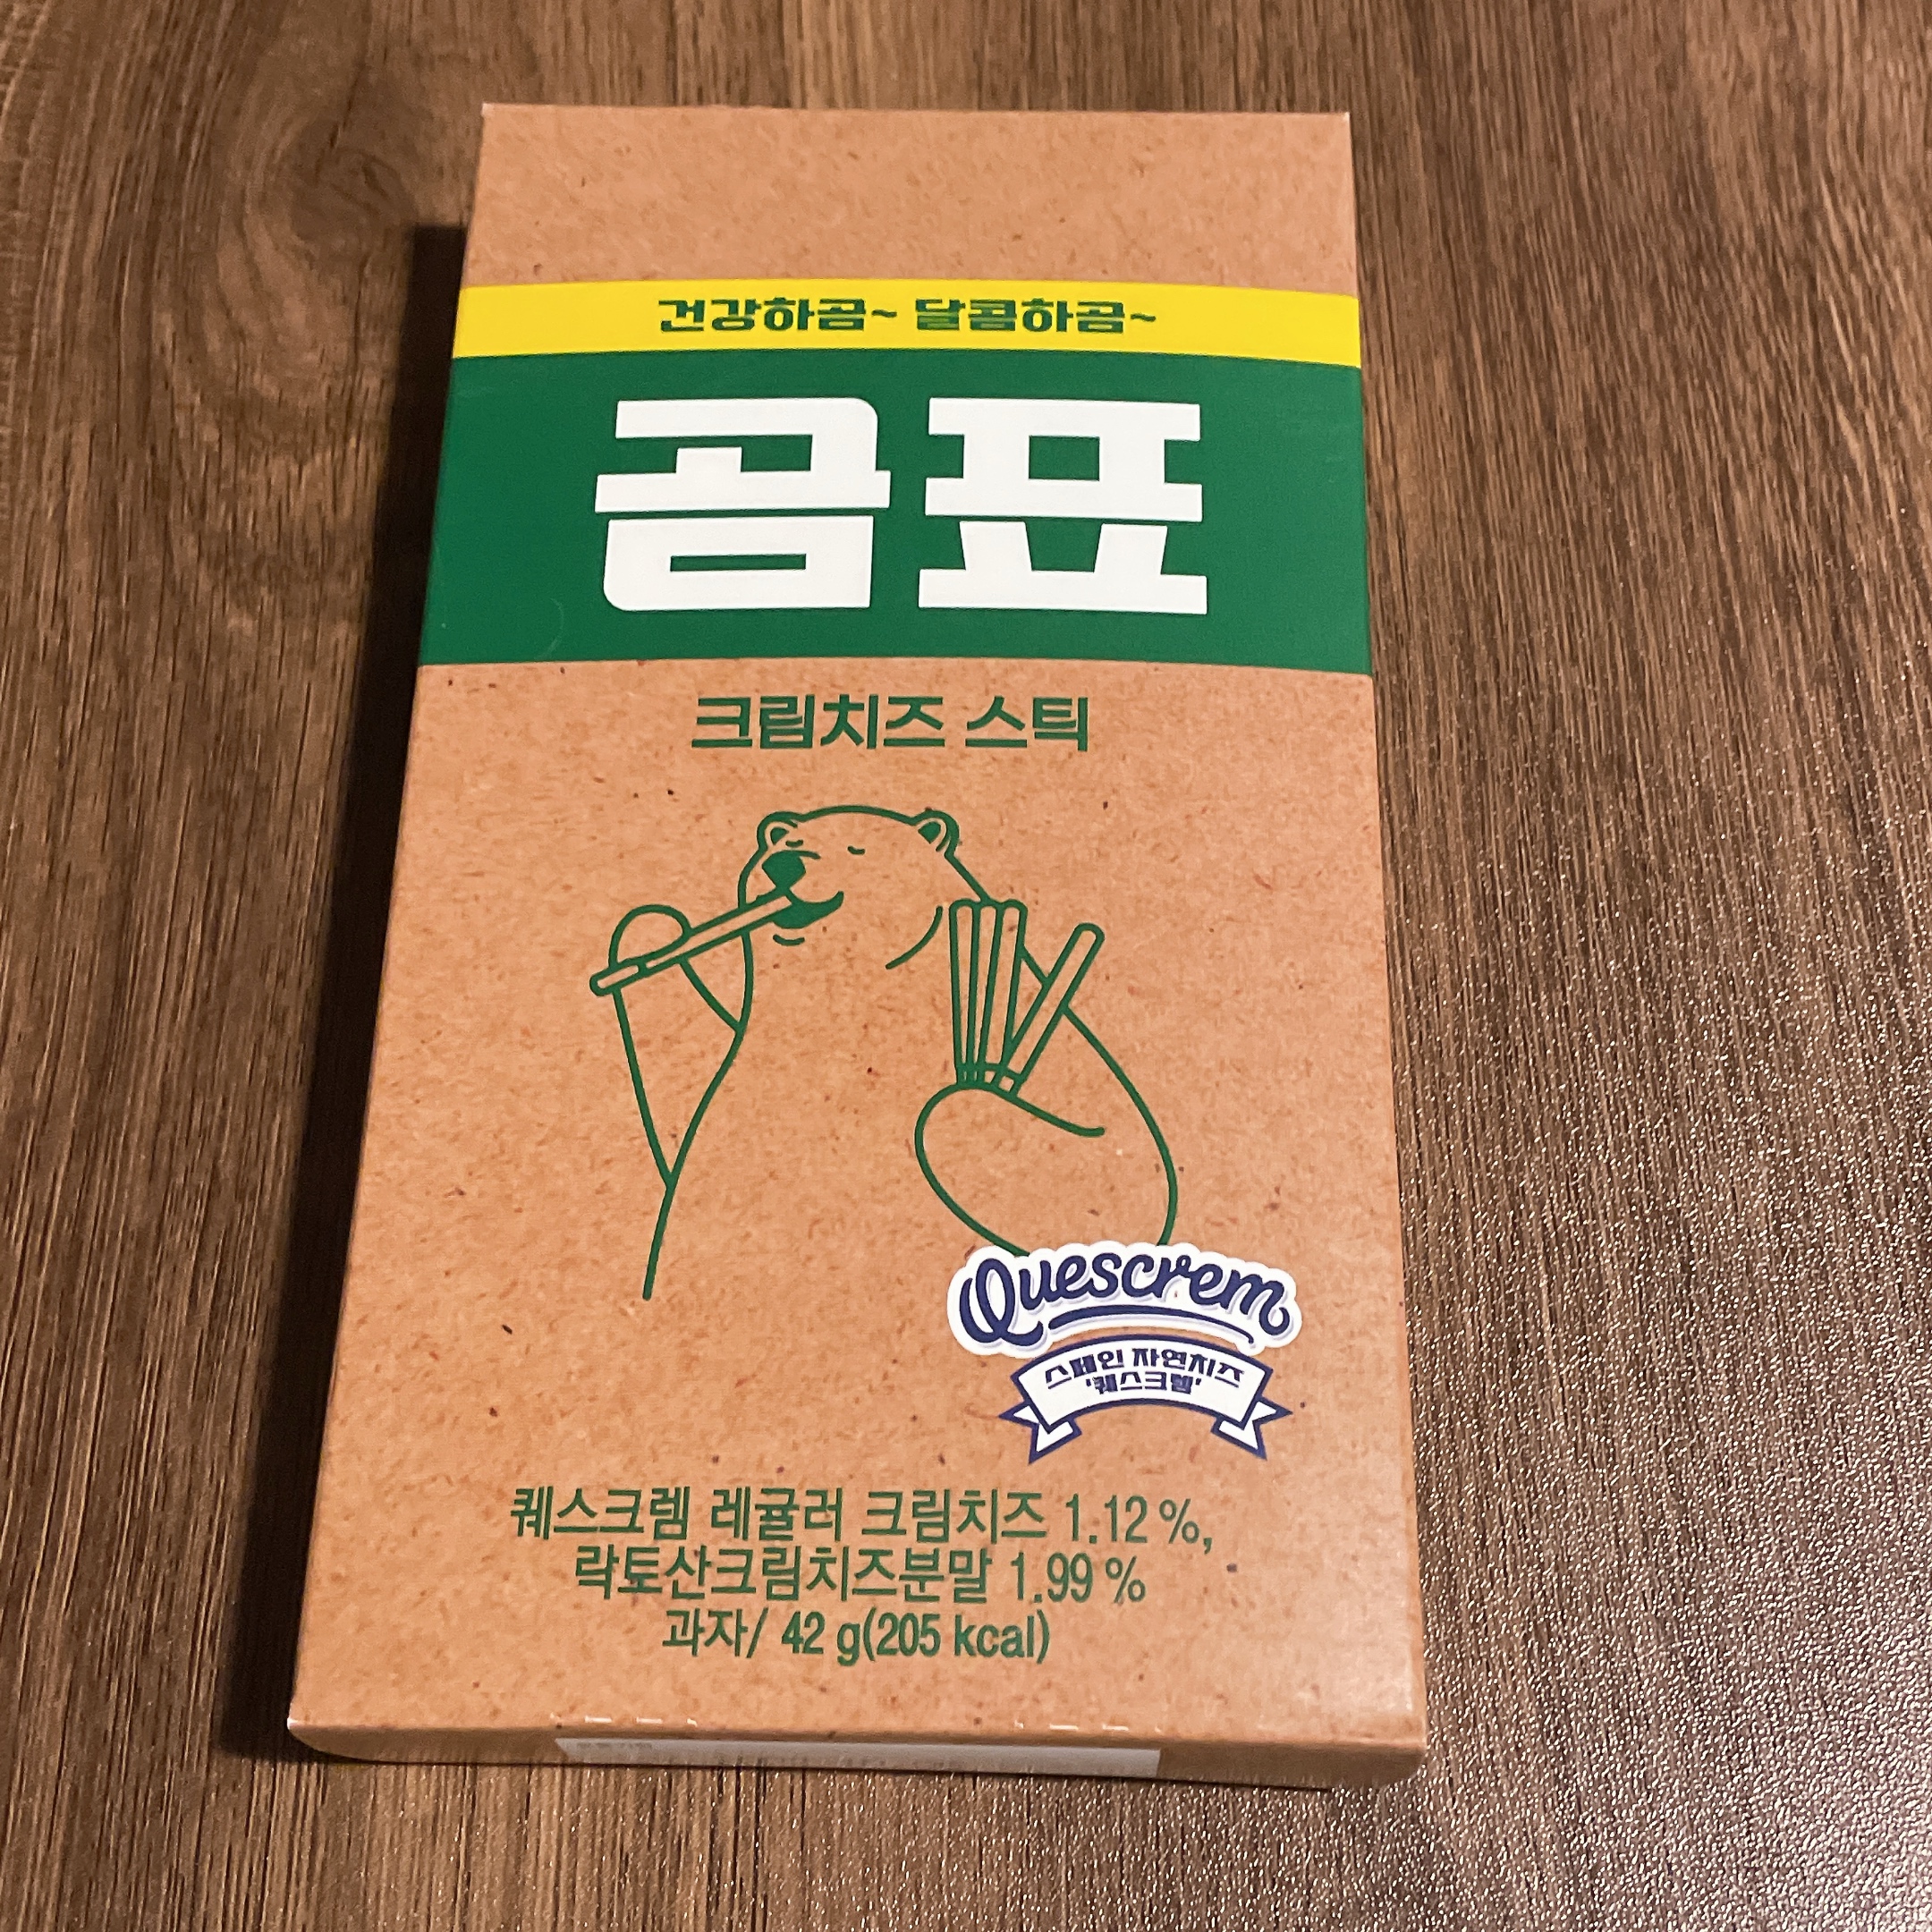 건강하곰~ 달콤하곰~
곰표
크림치즈 스틱
Quescrem
스페인 자연치즈
'퀘스크렘'
퀘스크렘 레귤러 크림치즈 1.12 %,
락토산크림치즈분말 1.99 %
과자/ 42 g(205 kcal)